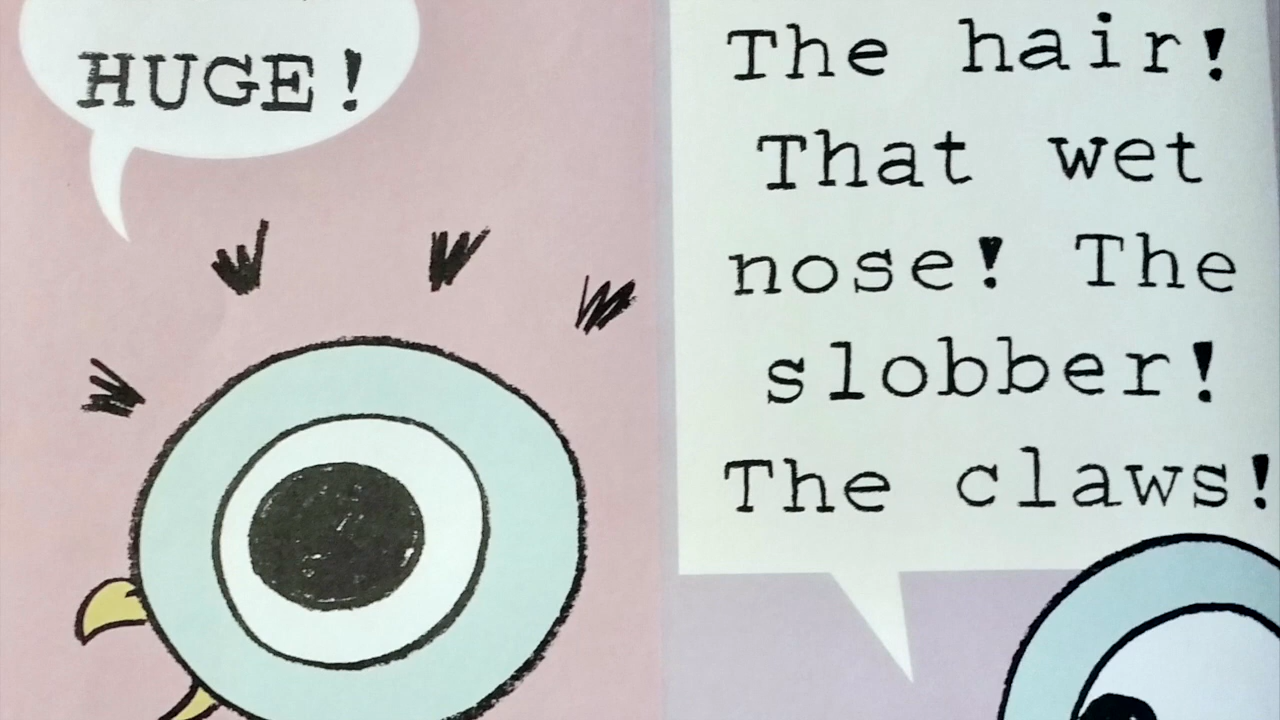 HUGE!
The hair!
That wet
nose! The
slobber!
The claws!